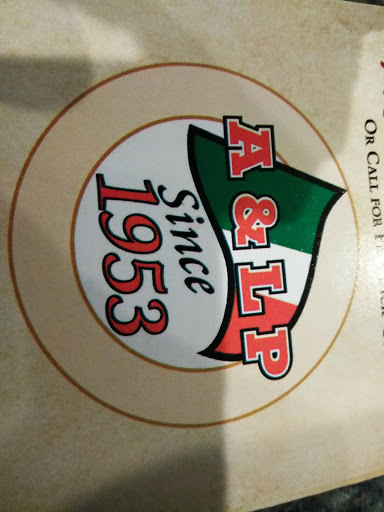 OR CALL FOR
A & LP
Since
1953